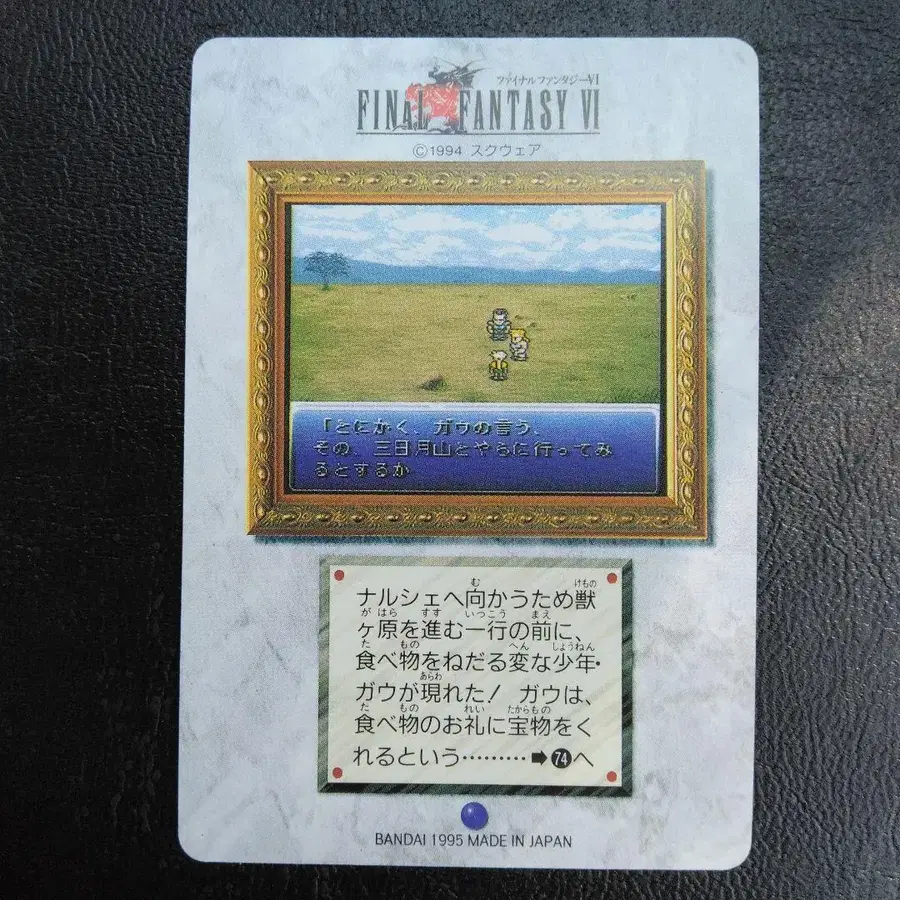 ファイナルファンタジーVI
FINAL FANTASY VI
©1994 スクウェア
「とにかく、ガウの言う、
その、三日月山とやらに行ってみ
るとするか
ナルシェへ向かうため獣
ヶ原を進む一行の前に、
食べ物をねだる変な少年・
ガウが現れた! ガウは、
食べ物のお礼に宝物をく
れるという………➡74へ
BANDAI 1995 MADE IN JAPAN